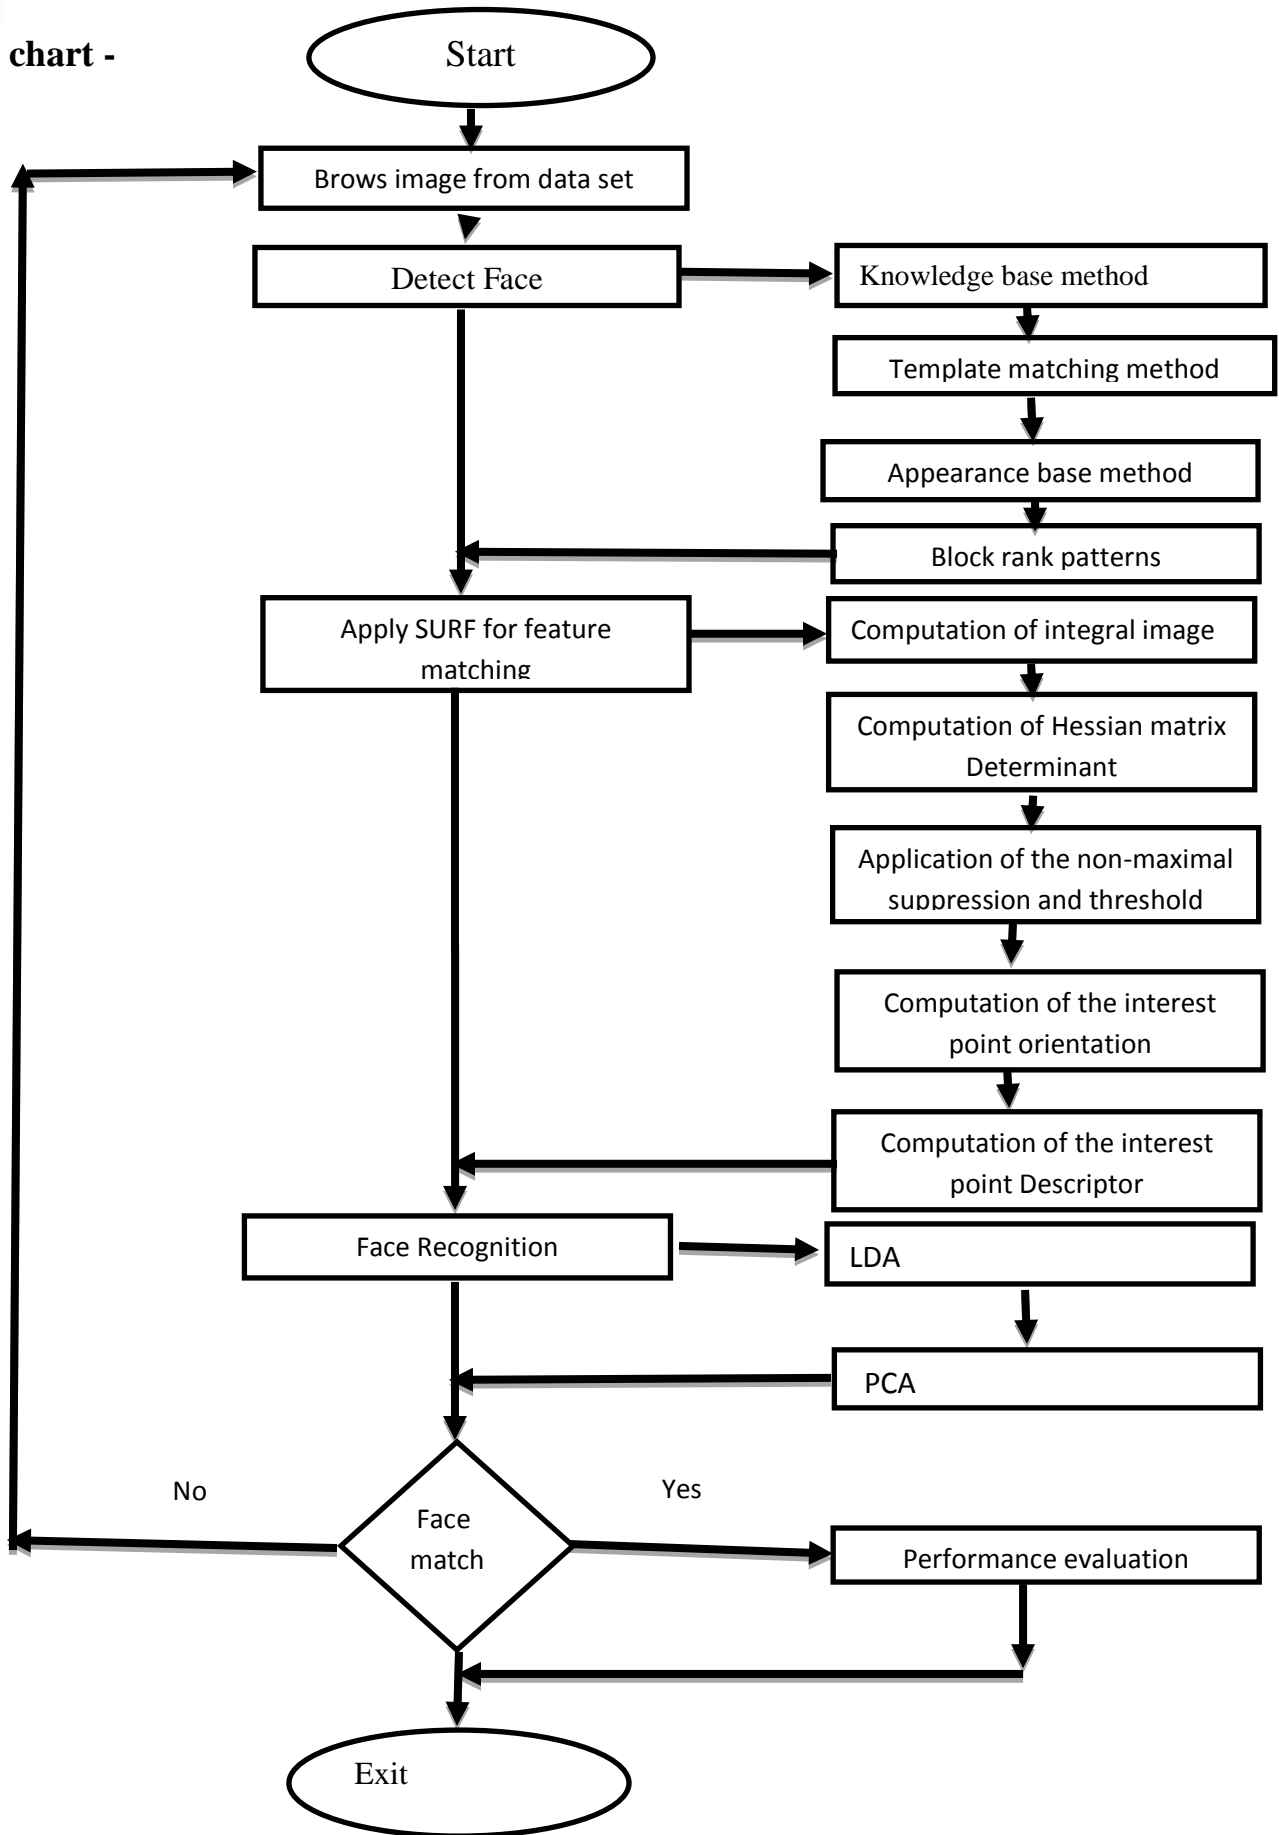 chart -
Start
Brows image from data set
Detect Face
Knowledge base method
Template matching method
Appearance base method
Block rank patterns
Apply SURF for feature
matching
Computation of integral image
Computation of Hessian matrix
Determinant
Application of the non-maximal
suppression and threshold
Computation of the interest
point orientation
Computation of the interest
point Descriptor
Face Recognition
LDA
PCA
No
Yes
Face
match
Performance evaluation
Exit